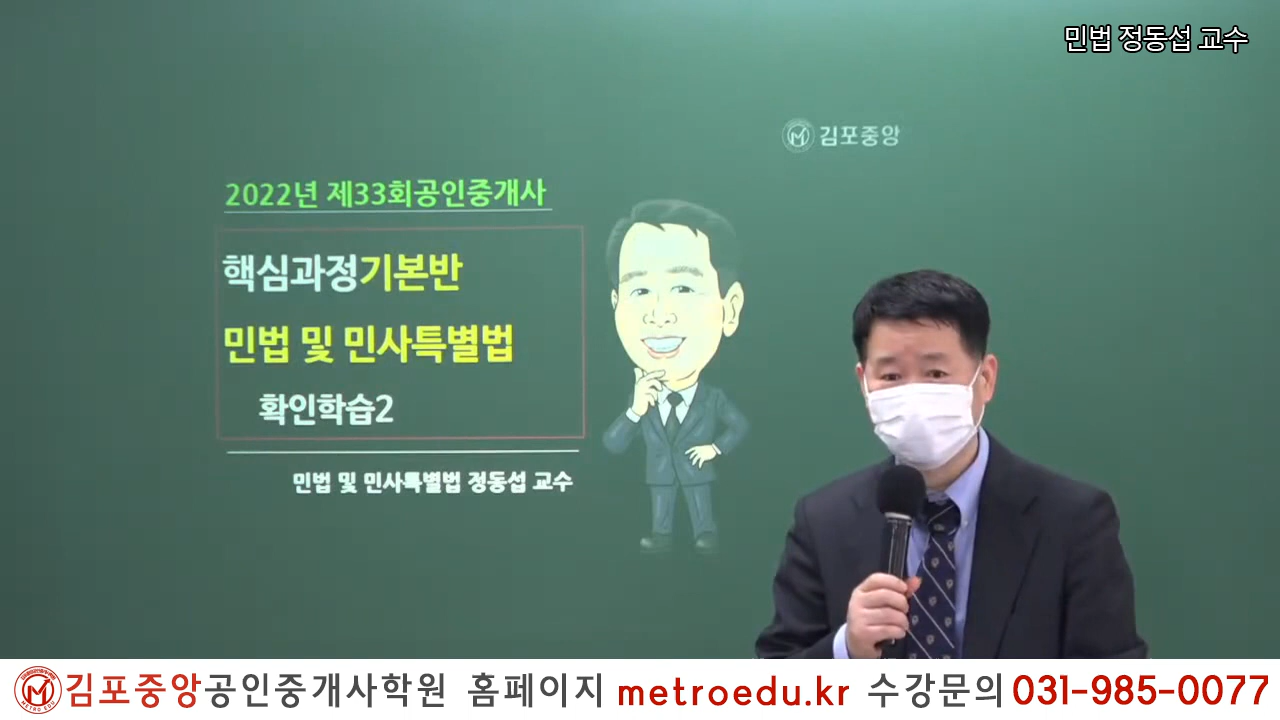 민법 정동섭 교수
김포중앙
2022년 제33회공인중개사
핵심과정기본반
민법 및 민사특별법
확인학습2
민법 및 민사특별법 정동섭 교수
METRO EDU
김포중앙공인중개사학원 홈페이지 metroedu.kr 수강문의 031-985-0077